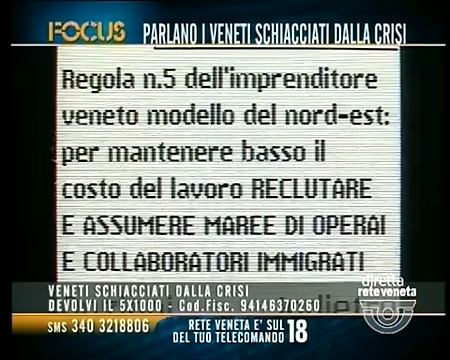 FOCUS PARLANO I VENETI SCHIACCIATI DALLA CRISI
Regola n.5 dell'imprenditore
veneto modello del nord-est:
per mantenere basso il
costo del lavoro RECLUTARE
E ASSUMERE MAREE DI OPERAI
E COLLABORATORI IMMIGRATI
diretta
reteveneta
VENETI SCHIACCIATI DALLA CRISI
DEVOLVI IL 5X1000 - Cod.Fisc. 94146370260
SMS 340 3218806
RETE VENETA E' SUL
DEL TUO TELECOMANDO 18